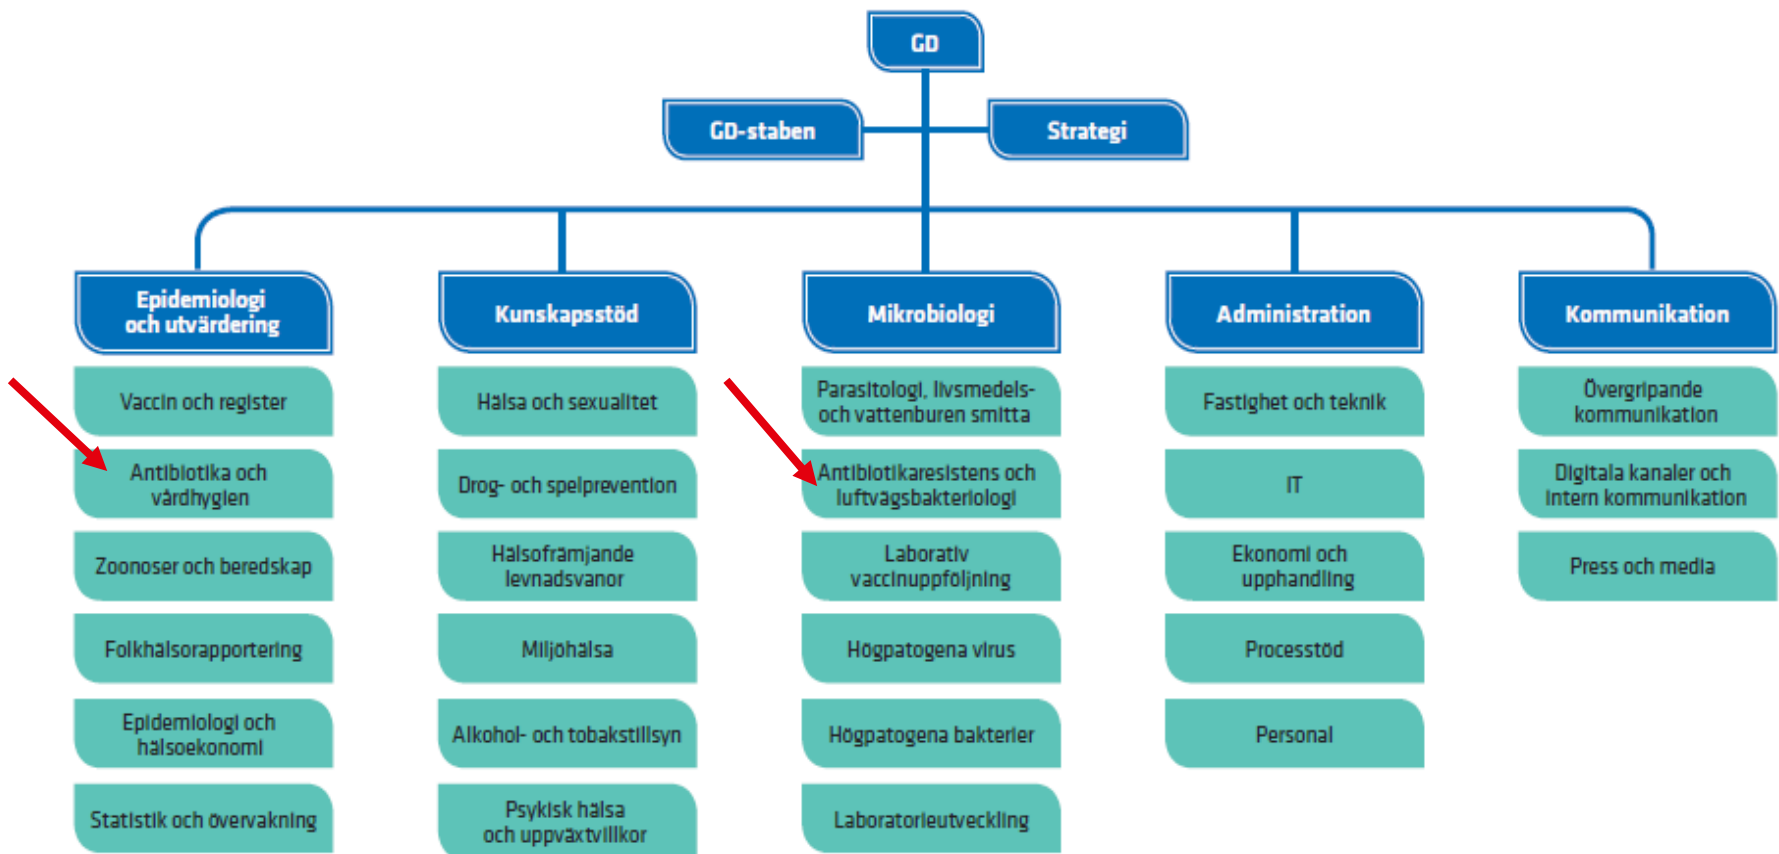 GD
GD-staben
Strategi
Epidemiologi
och utvärdering
Vaccin och register
Antibiotika och
vårdhygien
Zoonoser och beredskap
Folkhälsorapportering
Epidemiologi och
hälsoekonomi
Statistik och övervakning
Kunskapsstöd
Hälsa och sexualitet
Drog- och spelprevention
Hälsofrämjande
levnadsvanor
Miljöhälsa
Alkohol- och tobakstillsyn
Psykisk hälsa
och uppväxtvillkor
Mikrobiologi
Parasitologi, livsmedels-
och vattenburen smitta
Antibiotikaresistens och
luftvägsbakteriologi
Laborativ
vaccinuppföljning
Högpatogena virus
Högpatogena bakterier
Laboratorieutveckling
Administration
Fastighet och teknik
IT
Ekonomi och
upphandling
Processtöd
Personal
Kommunikation
Övergripande
kommunikation
Digitala kanaler och
intern kommunikation
Press och media